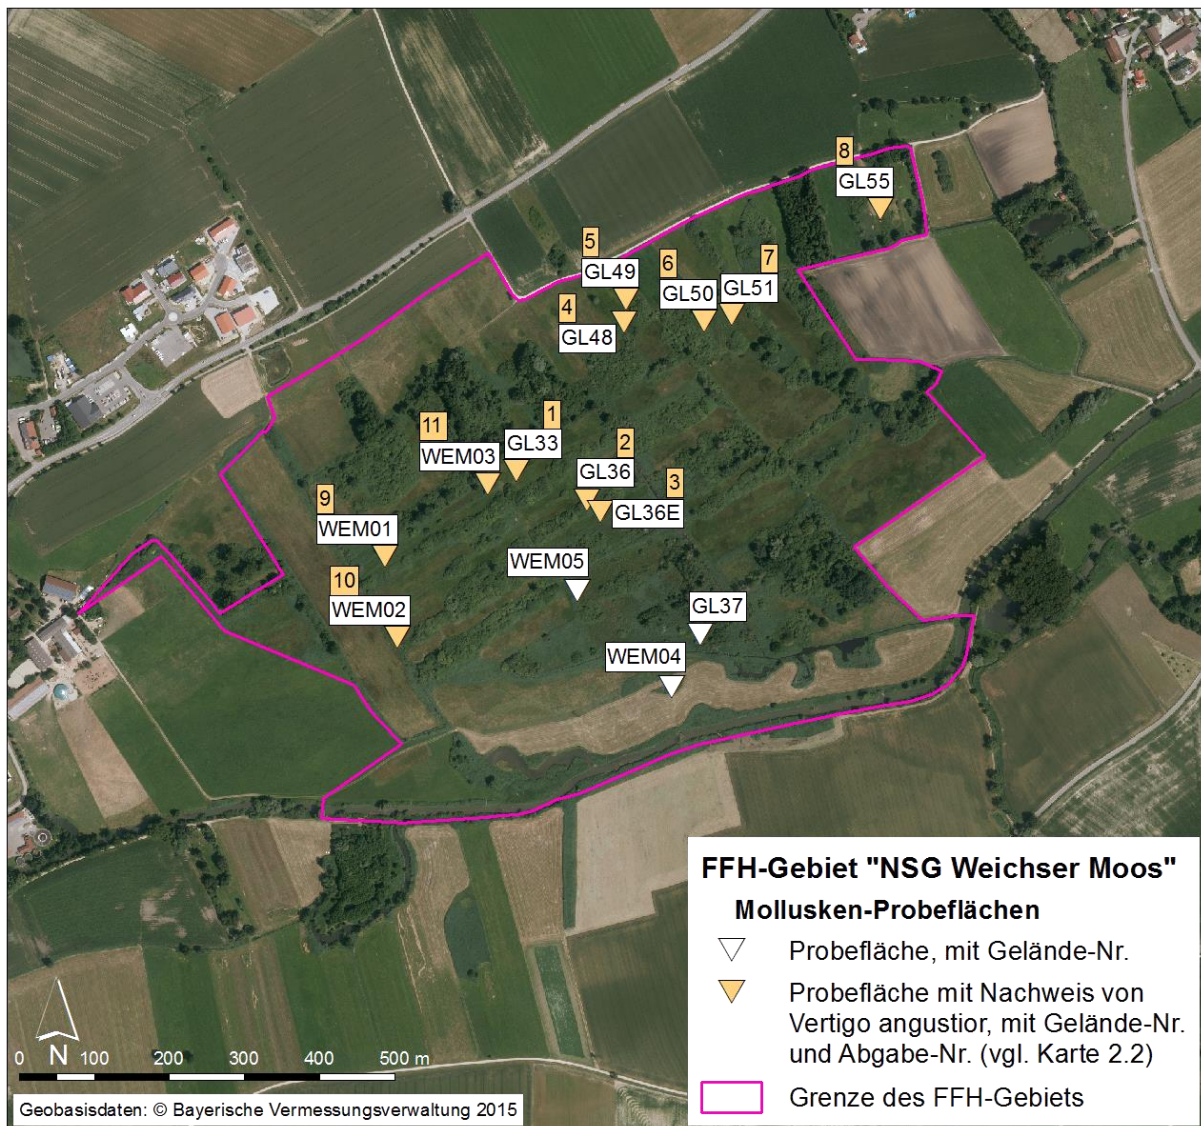 8
GL55
5
GL49
6
GL50
7
GL51
4
GL48
11
WEM03
1
GL33
2
GL36
3
GL36E
9
WEM01
WEM05
10
WEM02
GL37
WEM04
FFH-Gebiet "NSG Weichser Moos"
Mollusken-Probeflächen
Probefläche, mit Gelände-Nr.
Probefläche mit Nachweis von
Vertigo angustior, mit Gelände-Nr.
und Abgabe-Nr. (vgl. Karte 2.2)
Grenze des FFH-Gebiets
N
0 100 200 300 400 500 m
Geobasisdaten: © Bayerische Vermessungsverwaltung 2015